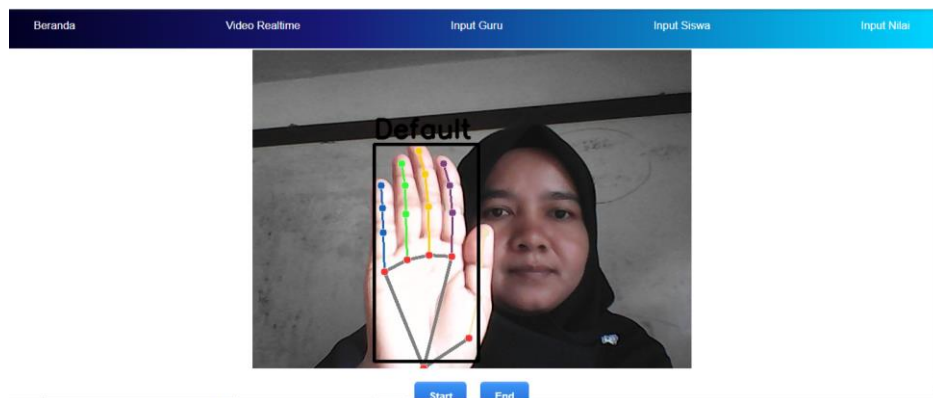 Beranda Video Realtime Input Guru Input Siswa Input Nilai
Default
Start End